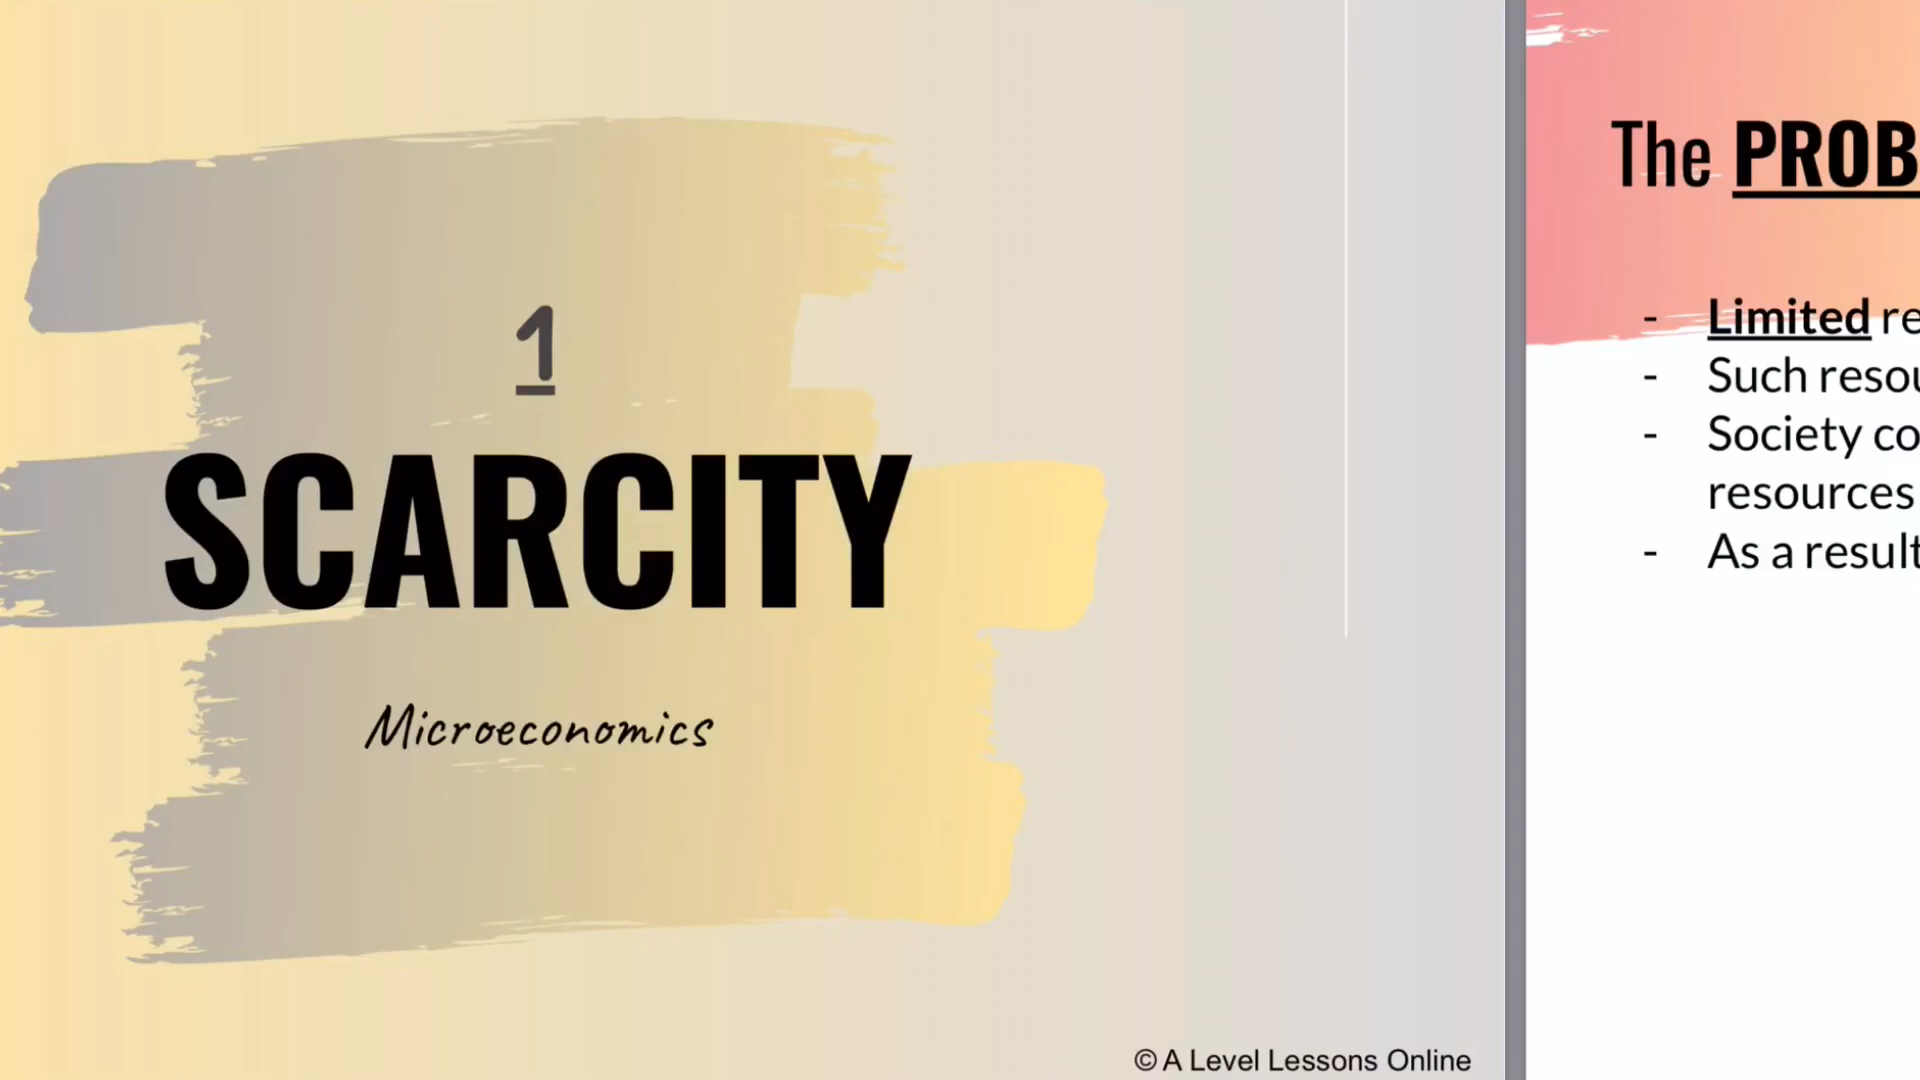 1
SCARCITY
Microeconomics
© A Level Lessons Online
The PROB
- Limited re
- Such resou
- Society co
resources
- As a result